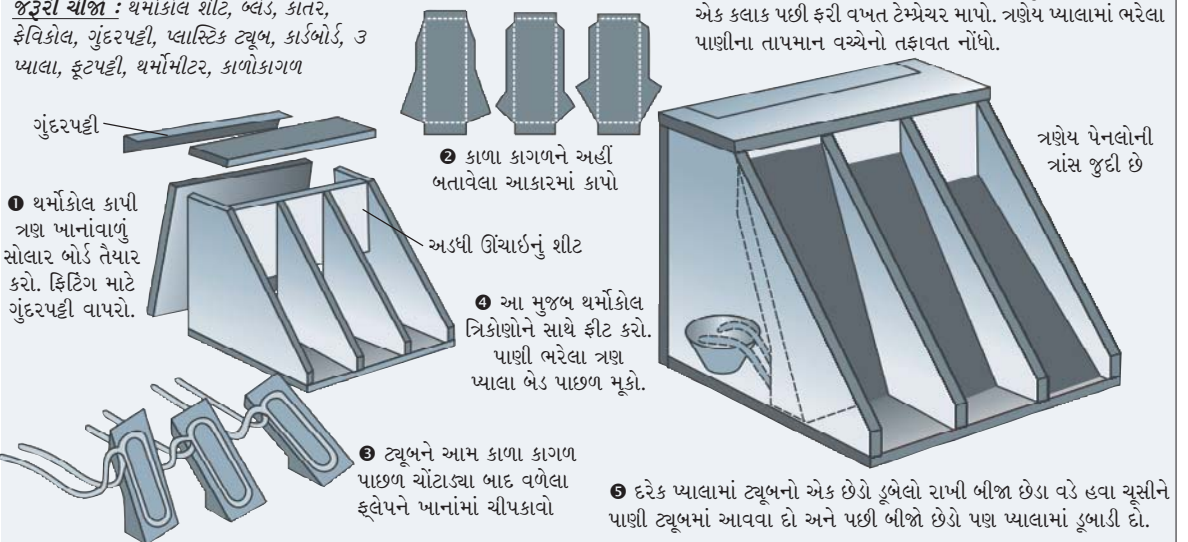 જરૂરી ચીજો : થર્મોકોલ શીટ, બ્લેડ, કાતર,
ફેવિકોલ, ગુંદરપટ્ટી, પ્લાસ્ટિક ટ્યૂબ, કાર્ડબોર્ડ, ૩
પ્યાલા, ફૂટપટ્ટી, થર્મોમીટર, કાળોકાગળ
એક કલાક પછી ફરી વખત ટેમ્પ્રેચર માપો. ત્રણેય પ્યાલામાં ભરેલા
પાણીના તાપમાન વચ્ચેનો તફાવત નોંધો.
ગુંદરપટ્ટી
❶ થર્મોકોલ કાપી
ત્રણ ખાનાંવાળું
સોલાર બોર્ડ તૈયાર
કરો. ફિટિંગ માટે
ગુંદરપટ્ટી વાપરો.
❷ કાળા કાગળને અહીં
બતાવેલા આકારમાં કાપો
અડધી ઊંચાઇનું શીટ
ત્રણેય પેનલોની
ત્રાંસ જુદી છે
❹ આ મુજબ થર્મોકોલ
ત્રિકોણોને સાથે ફીટ કરો.
પાણી ભરેલા ત્રણ
પ્યાલા બેડ પાછળ મૂકો.
❸ ટ્યૂબને આમ કાળા કાગળ
પાછળ ચોંટાડ્યા બાદ વળેલા
ફ્લેપને ખાનાંમાં ચીપકાવો
❺ દરેક પ્યાલામાં ટ્યૂબનો એક છેડો ડૂબેલો રાખી બીજા છેડા વડે હવા ચૂસીને
પાણી ટ્યૂબમાં આવવા દો અને પછી બીજો છેડો પણ પ્યાલામાં ડૂબાડી દો.